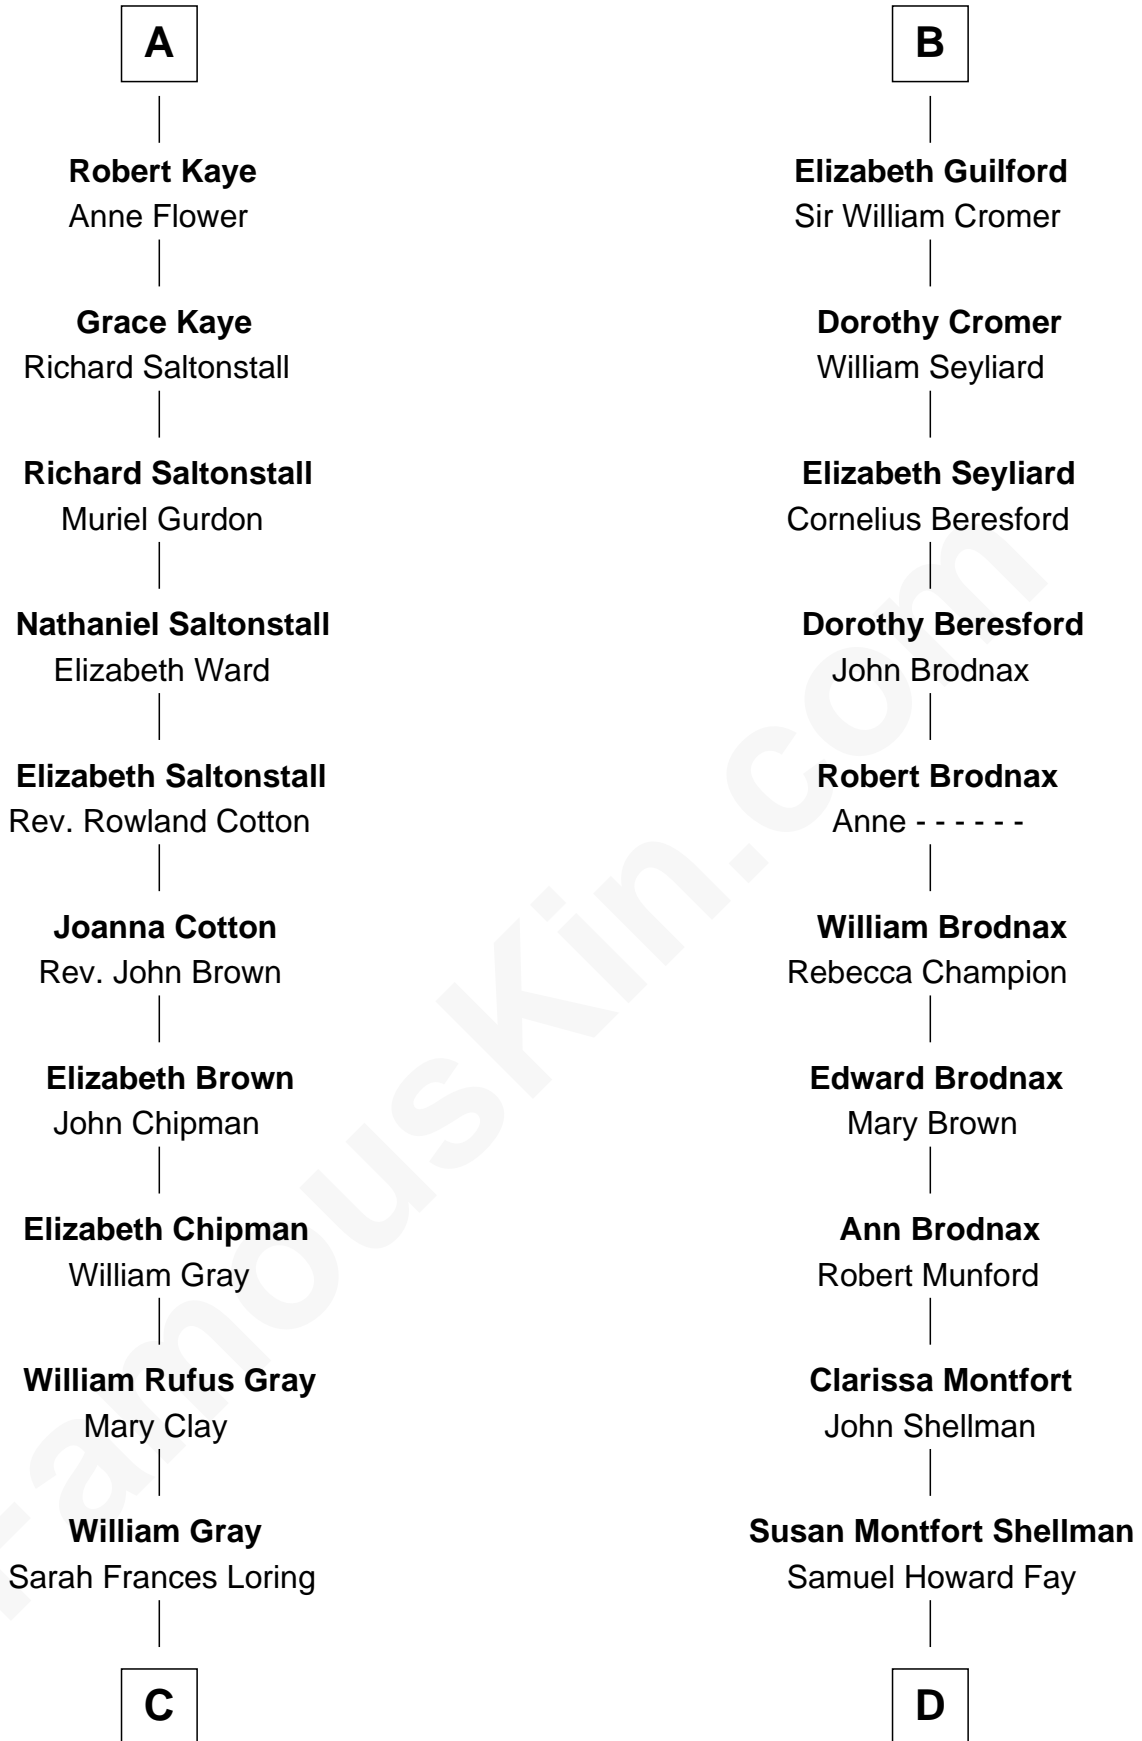 A
Robert Kaye
Anne Flower
Grace Kaye
Richard Saltonstall
Richard Saltonstall
Muriel Gurdon
Nathaniel Saltonstall
Elizabeth Ward
Elizabeth Saltonstall
Rev. Rowland Cotton
Joanna Cotton
Rev. John Brown
Elizabeth Brown
John Chipman
Elizabeth Chipman
William Gray
William Rufus Gray
Mary Clay
William Gray
Sarah Frances Loring
C
B
Elizabeth Guilford
Sir William Cromer
Dorothy Cromer
William Seyliard
Elizabeth Seyliard
Cornelius Beresford
Dorothy Beresford
John Brodnax
Robert Brodnax
Anne - - - - - -
William Brodnax
Rebecca Champion
Edward Brodnax
Mary Brown
Ann Brodnax
Robert Munford
Clarissa Montfort
John Shellman
Susan Montfort Shellman
Samuel Howard Fay
D
FamousKin.com